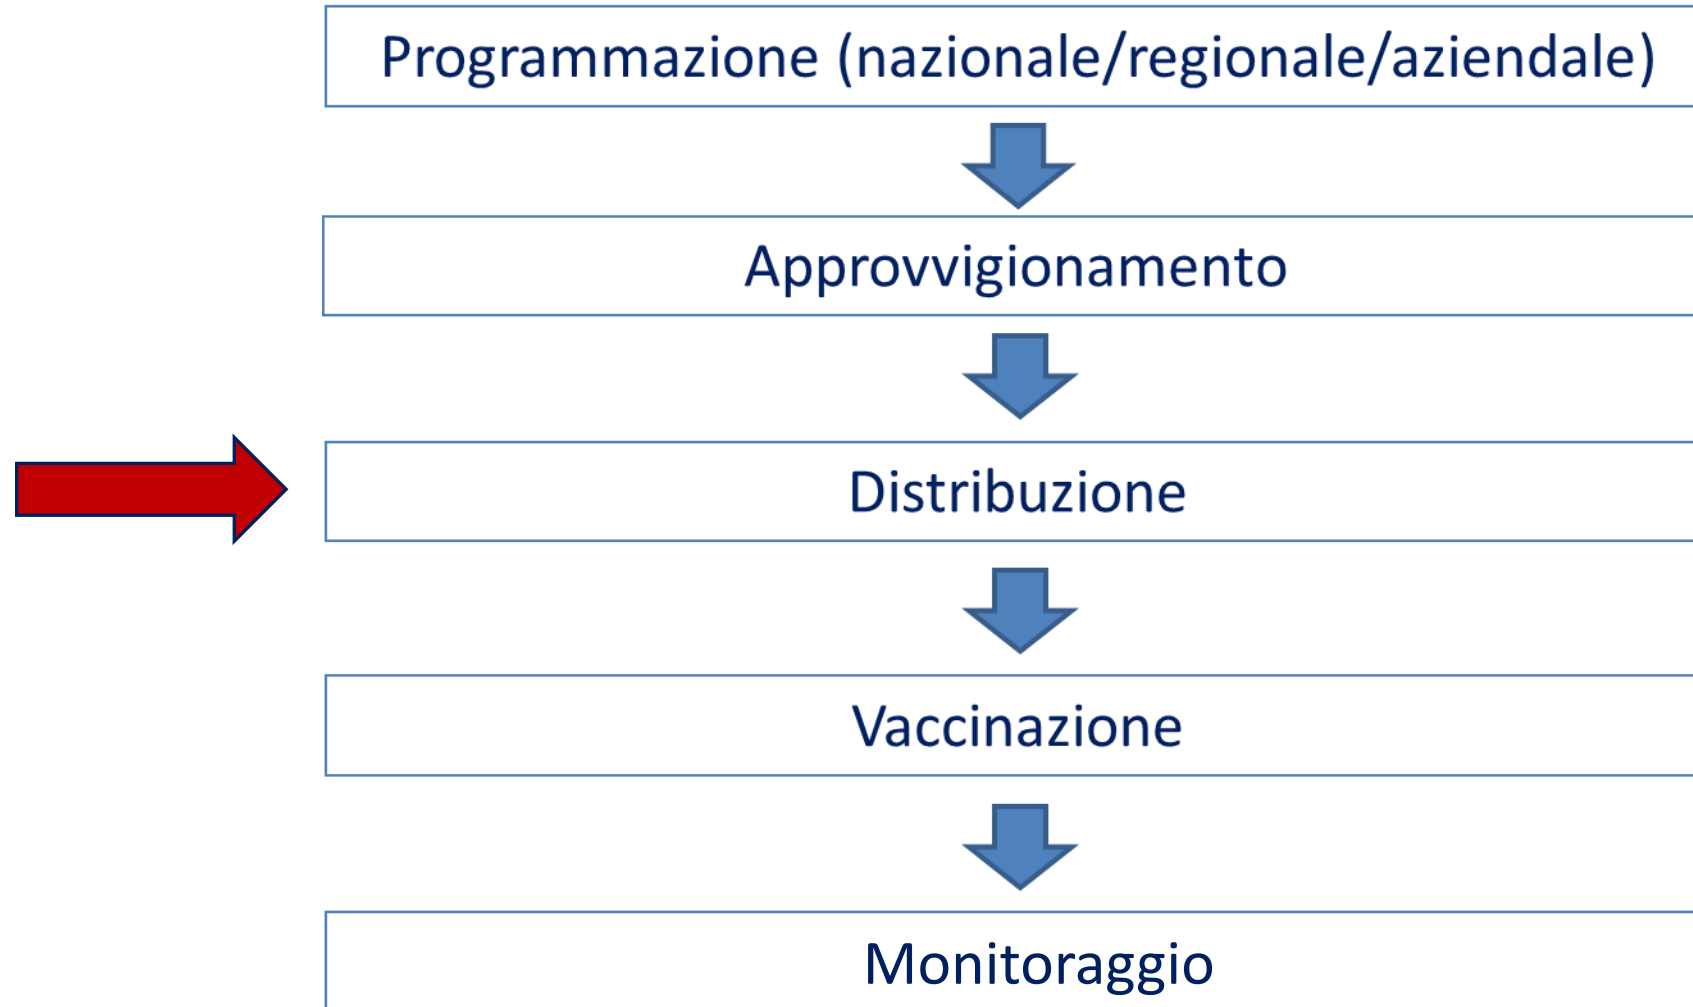 Programmazione (nazionale/regionale/aziendale)
Approvvigionamento
Distribuzione
Vaccinazione
Monitoraggio